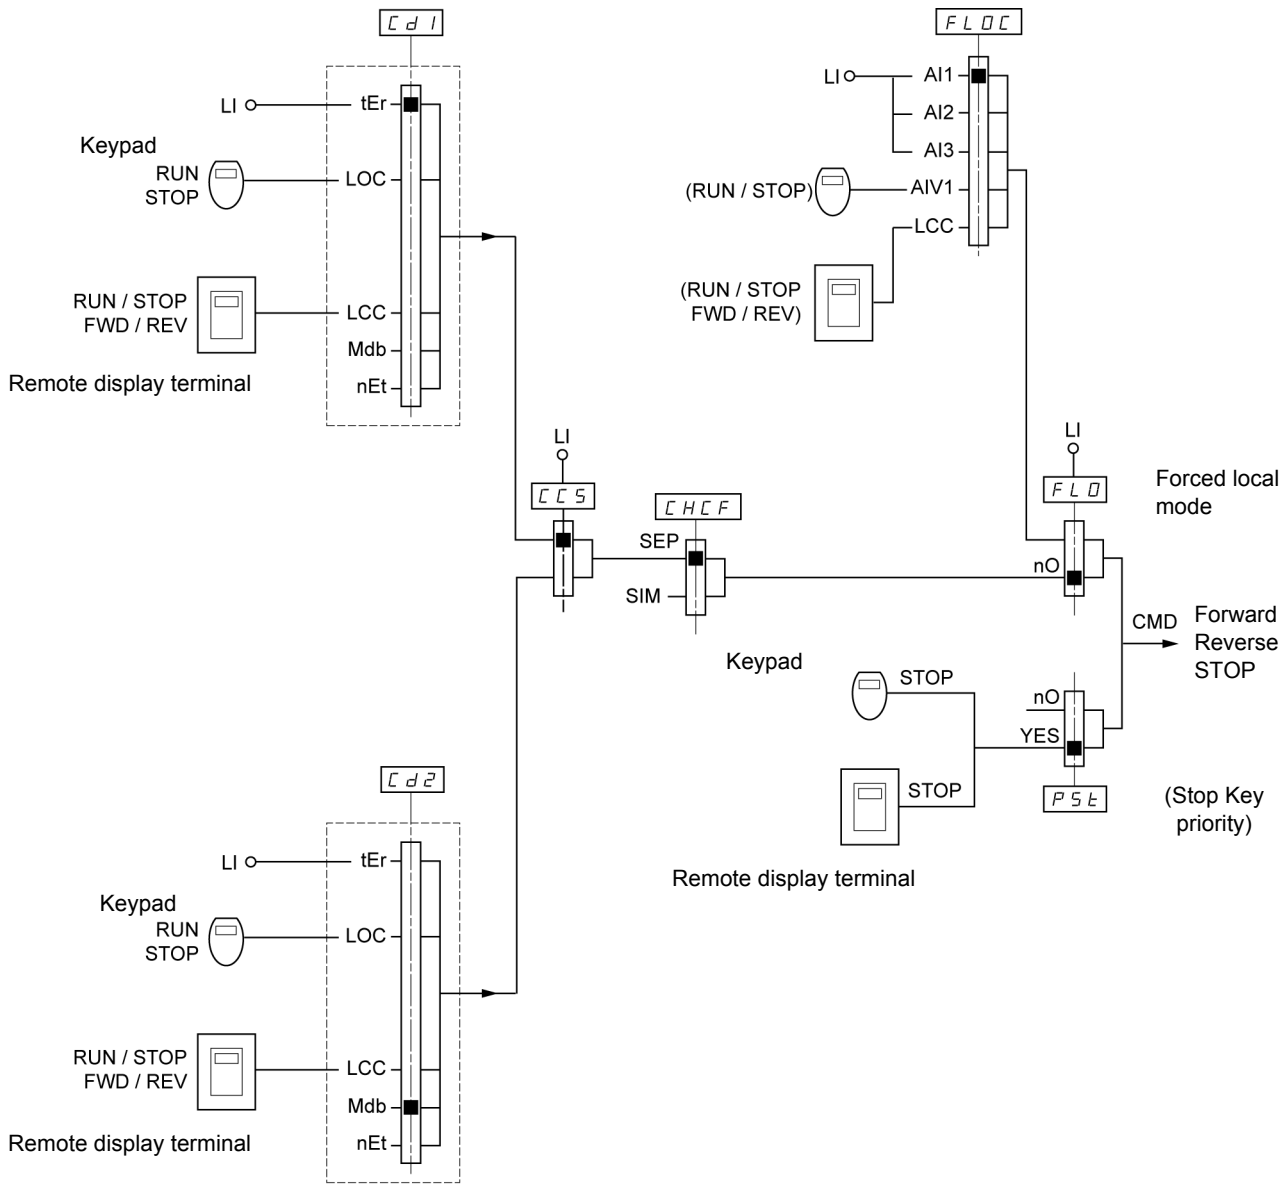 Cd1
LI
tEr
Keypad
RUN
STOP
LOC
RUN / STOP
FWD / REV
LCC
Mdb
nEt
Remote display terminal
FLOC
LI
AI1
AI2
AI3
(RUN / STOP)
AIV1
LCC
(RUN / STOP
FWD / REV)
LI
CCS
CHCF
SEP
SIM
LI
FLO
Forced local
mode
nO
CMD
Forward
Reverse
STOP
Keypad
STOP
nO
YES
STOP
PSt
(Stop Key
priority)
Remote display terminal
Cd2
LI
tEr
Keypad
RUN
STOP
LOC
RUN / STOP
FWD / REV
LCC
Mdb
nEt
Remote display terminal